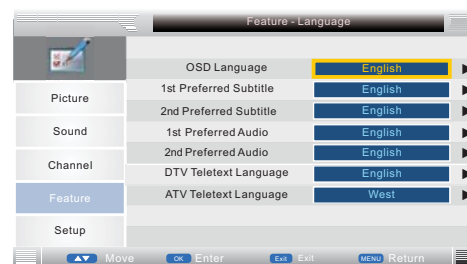 Feature - Language
OSD Language English
1st Preferred Subtitle English
2nd Preferred Subtitle English
1st Preferred Audio English
2nd Preferred Audio English
DTV Teletext Language English
ATV Teletext Language West
Picture
Sound
Channel
Feature
Setup
Move OK Enter Exit Exit MENU Return